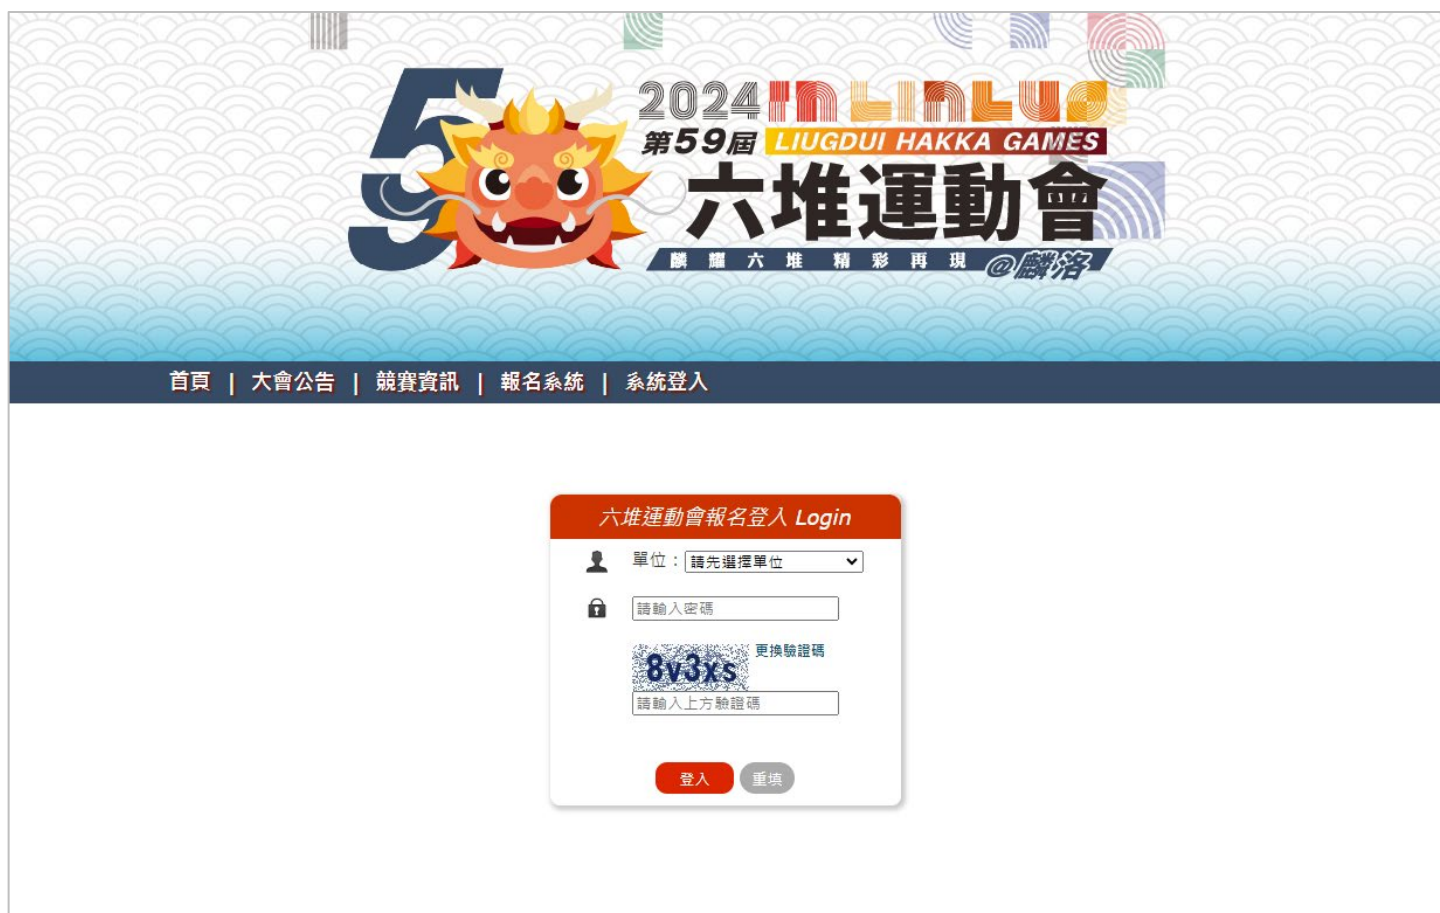 59
2024 in LINLUO
第59屆 LIUGDUI HAKKA GAMES
六堆運動會
麟耀六堆精彩再現 @麟洛
首頁 | 大會公告 | 競賽資訊 | 報名系統 | 系統登入
六堆運動會報名登入 Login
單位：請先選擇單位
請輸入密碼
8v3xs 更換驗證碼
請輸入上方驗證碼
登入 重填